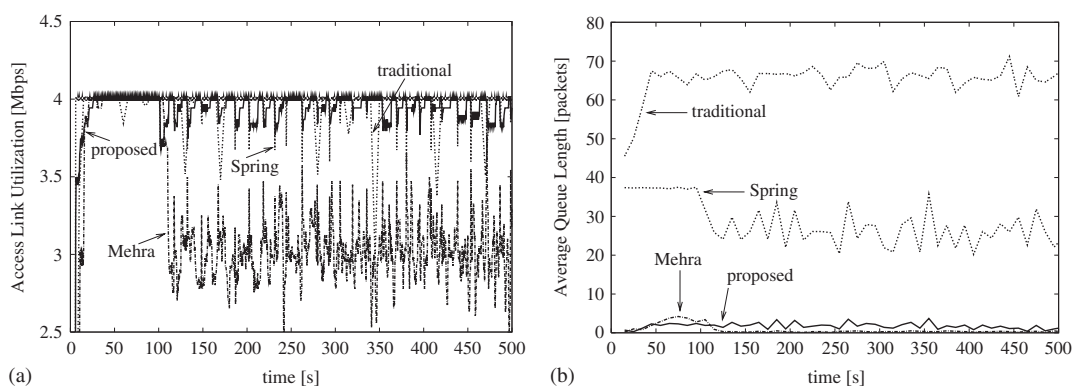 4.5
4
3.5
3
2.5
Access Link Utilization [Mbps]
traditional
proposed
Spring
Mehra
0 50 100 150 200 250 300 350 400 450 500
time [s]
(a)
80
70
60
50
40
30
20
10
0
Average Queue Length [packets]
traditional
Spring
Mehra
proposed
0 50 100 150 200 250 300 350 400 450 500
time [s]
(b)